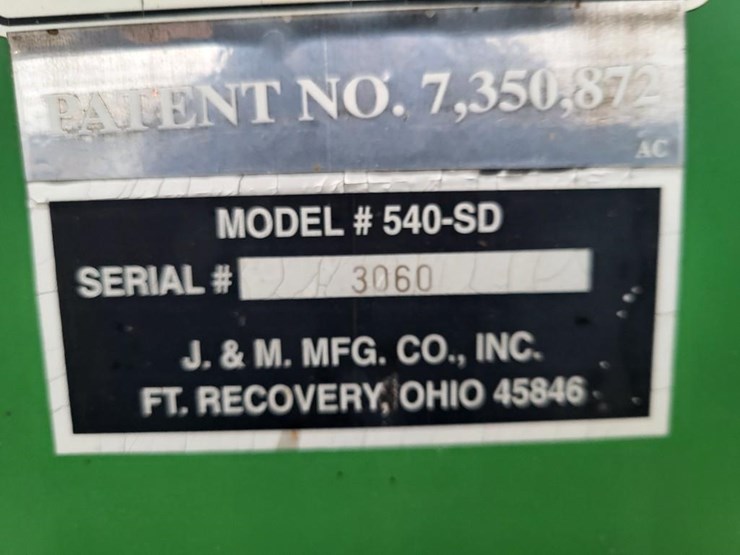 PATENT NO. 7,350,872
AC
MODEL # 540-SD
SERIAL # 3060
J. & M. MFG. CO., INC.
FT. RECOVERY, OHIO 45846